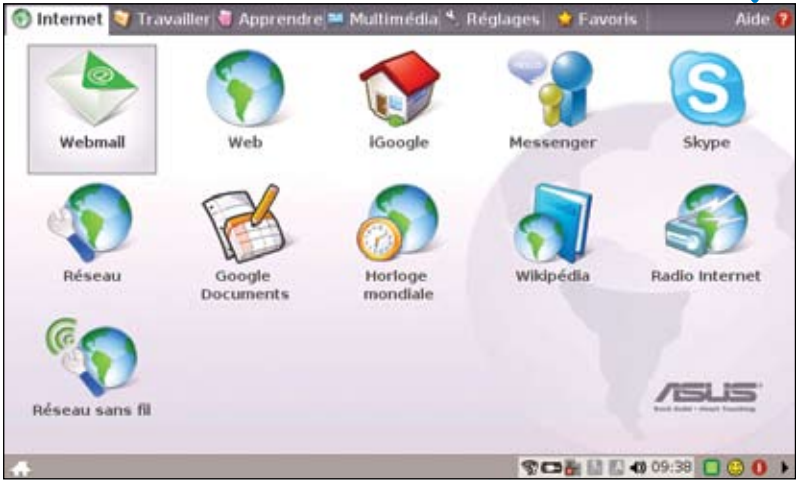 Internet Travailler Apprendre Multimédia Réglages Favoris Aide ?
Webmail Web iGoogle Messenger Skype
Réseau Google Documents Horloge mondiale Wikipédia Radio Internet
Réseau sans fil
ASUS
09:38